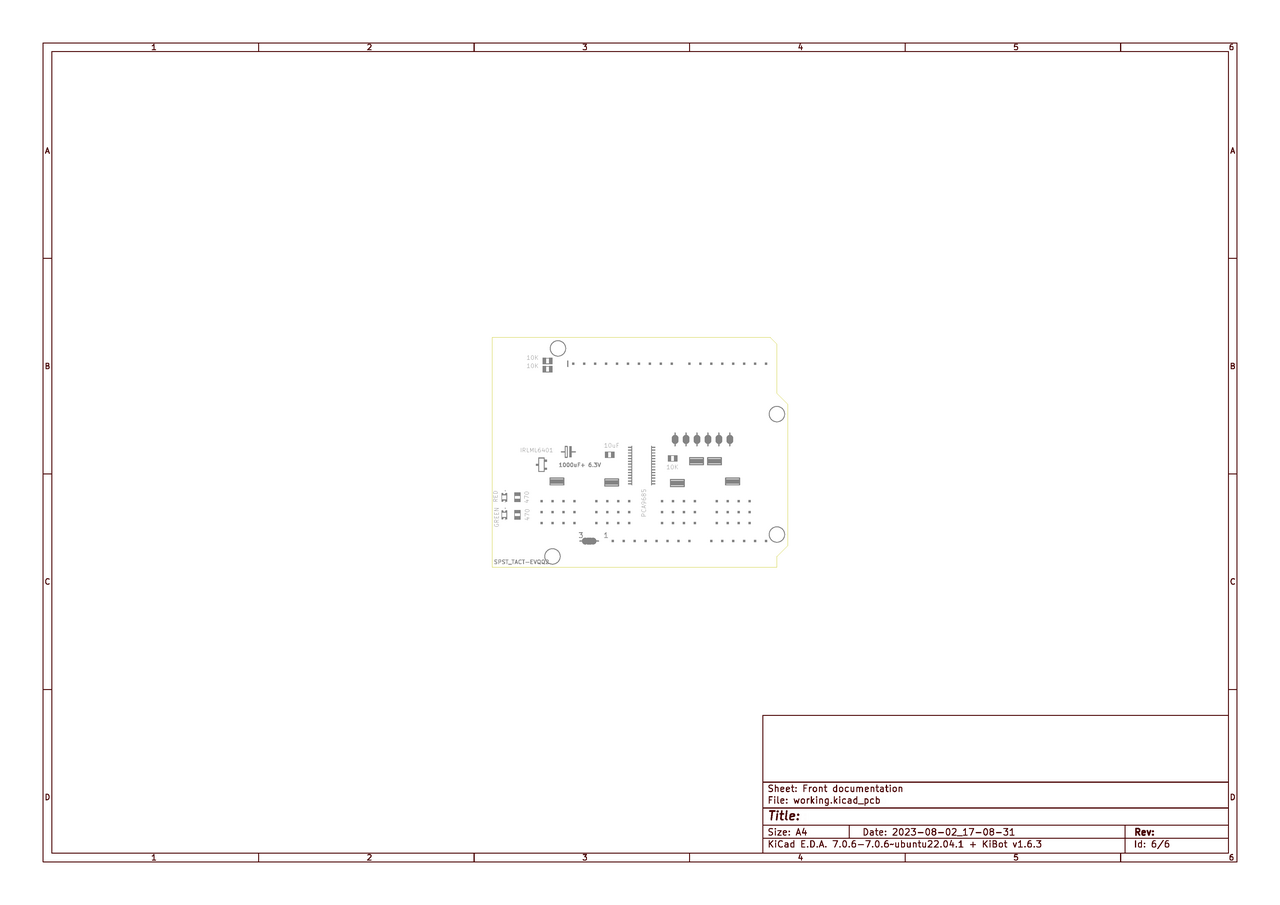 1 2 3 4 5 6
A A
B B
10K
10K
IRLML6401
10uF
1000uF+ 6.3V
10K
RED
470
PCA9685
GREEN
470
3 1
SPST_TACT-EVQQ2
C C
D D
Sheet: Front documentation
File: working.kicad_pcb
Title:
Size: A4 Date: 2023-08-02_17-08-31 Rev:
KiCad E.D.A. 7.0.6-7.0.6~ubuntu22.04.1 + KiBot v1.6.3 Id: 6/6
1 2 3 4 5 6